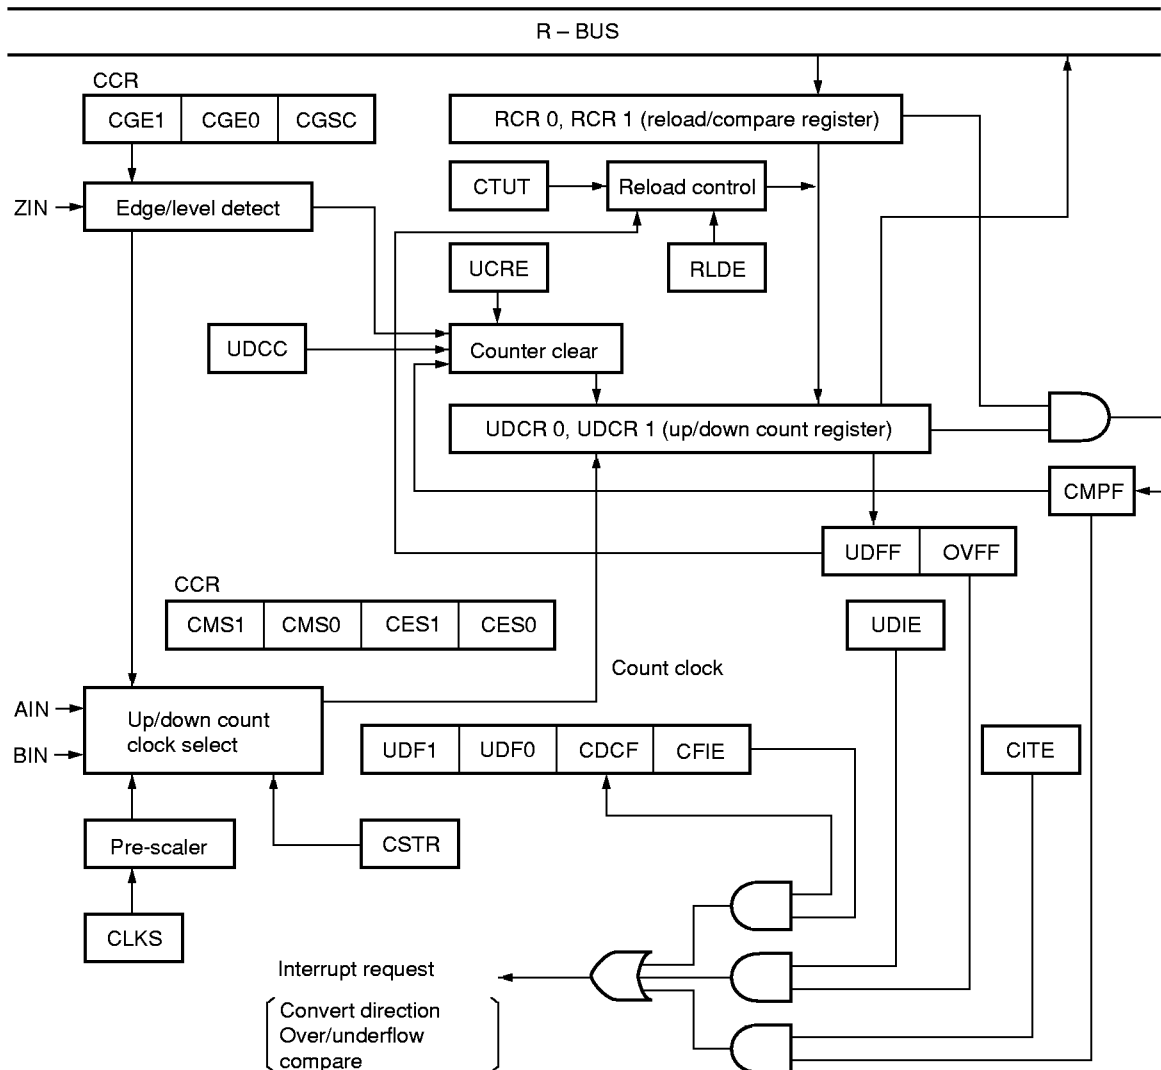 R – BUS
CCR
CGE1 CGE0 CGSC
RCR 0, RCR 1 (reload/compare register)
CTUT
Reload control
ZIN
Edge/level detect
UCRE
RLDE
UDCC
Counter clear
UDCR 0, UDCR 1 (up/down count register)
CMPF
UDFF OVFF
CCR
CMS1 CMS0 CES1 CES0
UDIE
Count clock
AIN
BIN
Up/down count
clock select
UDF1 UDF0 CDCF CFIE
CITE
Pre-scaler
CSTR
CLKS
Interrupt request
Convert direction
Over/underflow
compare